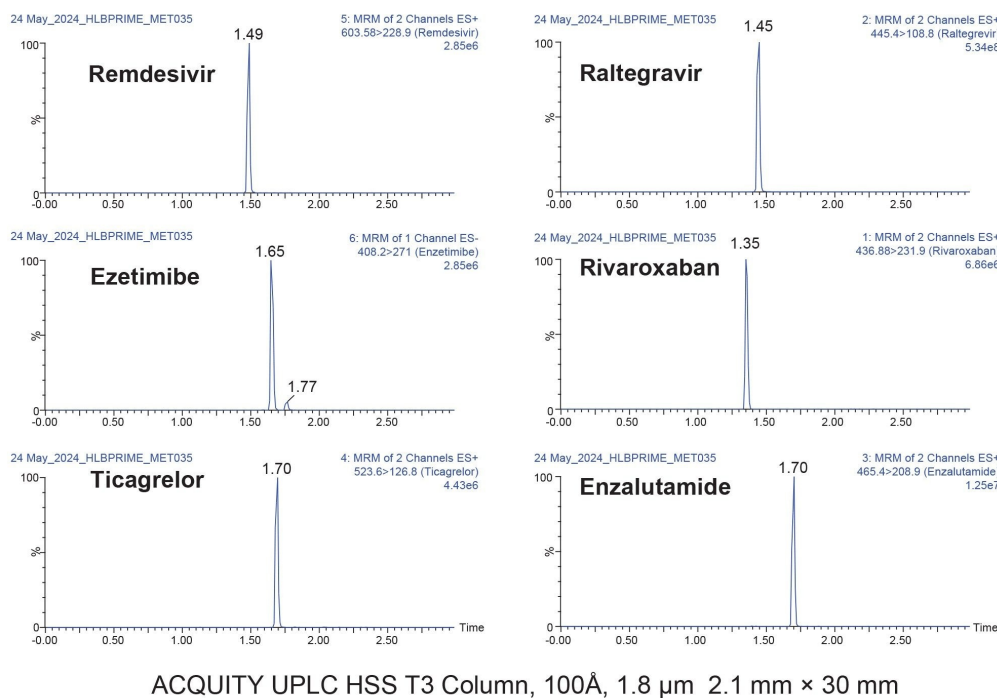 24 May_2024_HLBPRIME_MET035
5: MRM of 2 Channels ES+
603.58>228.9 (Remdesivir)
2.85e6
1.49
Remdesivir
100
%
0
-0.00 0.50 1.00 1.50 2.00 2.50
24 May_2024_HLBPRIME_MET035
2: MRM of 2 Channels ES+
445.4>108.8 (Raltegrevir)
5.34e8
1.45
Raltegravir
100
%
0
-0.00 0.50 1.00 1.50 2.00 2.50
24 May_2024_HLBPRIME_MET035
6: MRM of 1 Channel ES-
408.2>271 (Enzetimibe)
2.85e6
1.65
Ezetimibe
1.77
100
%
0
-0.00 0.50 1.00 1.50 2.00 2.50
24 May_2024_HLBPRIME_MET035
1: MRM of 2 Channels ES+
436.88>231.9 (Rivaroxaban
6.86e6
1.35
Rivaroxaban
100
%
0
-0.00 0.50 1.00 1.50 2.00 2.50
24 May_2024_HLBPRIME_MET035
4: MRM of 2 Channels ES+
523.6>126.8 (Ticagrelor)
4.43e6
1.70
Ticagrelor
100
%
0
-0.00 0.50 1.00 1.50 2.00 2.50 Time
24 May_2024_HLBPRIME_MET035
3: MRM of 2 Channels ES+
465.4>208.9 (Enzalutamide
1.25e7
1.70
Enzalutamide
100
%
0
-0.00 0.50 1.00 1.50 2.00 2.50 Time
ACQUITY UPLC HSS T3 Column, 100Å, 1.8 µm 2.1 mm × 30 mm